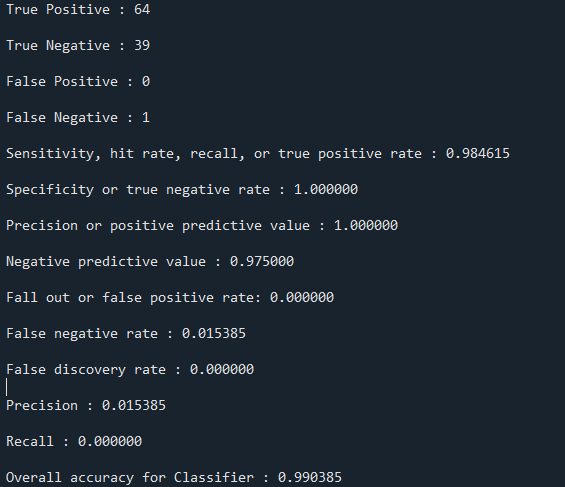 True Positive : 64
True Negative : 39
False Positive : 0
False Negative : 1
Sensitivity, hit rate, recall, or true positive rate : 0.984615
Specificity or true negative rate : 1.000000
Precision or positive predictive value : 1.000000
Negative predictive value : 0.975000
Fall out or false positive rate: 0.000000
False negative rate : 0.015385
False discovery rate : 0.000000
Precision : 0.015385
Recall : 0.000000
Overall accuracy for Classifier : 0.990385